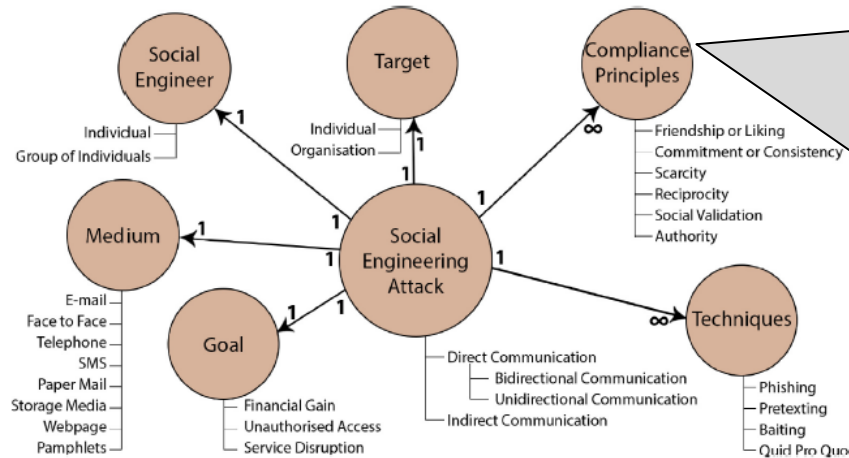 Social
Engineer
Individual
Group of Individuals
Target
Individual
Organisation
Compliance
Principles
Friendship or Liking
Commitment or Consistency
Scarcity
Reciprocity
Social Validation
Authority
1
1
∞
1
1
1
Medium
1
1
E-mail
Face to Face
Telephone
SMS
Paper Mail
Storage Media
Webpage
Pamphlets
Social
Engineering
Attack
1
1
1
Goal
Financial Gain
Unauthorised Access
Service Disruption
Direct Communication
Bidirectional Communication
Unidirectional Communication
Indirect Communication
∞
Techniques
Phishing
Pretexting
Baiting
Quid Pro Quo